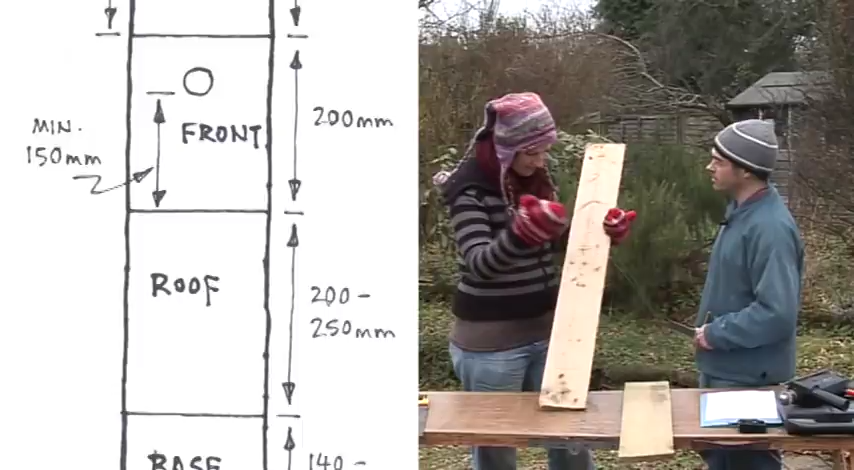 MIN.
150mm
FRONT
200mm
ROOF
200-
250mm
BASE
140-